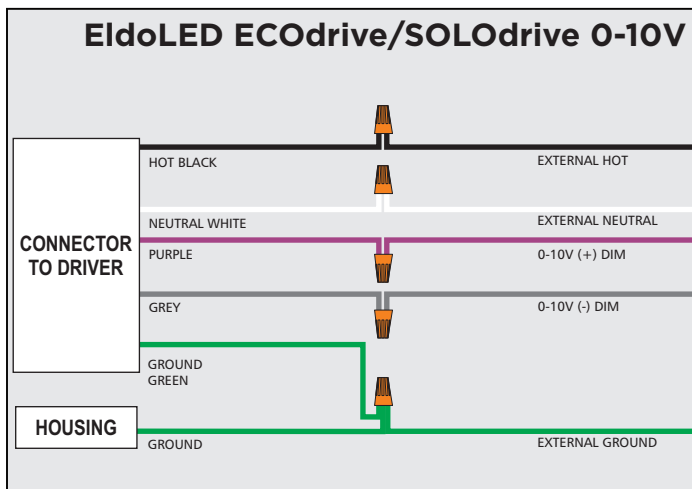 EldoLED ECOdrive/SOLOdrive 0-10V
HOT BLACK
EXTERNAL HOT
NEUTRAL WHITE
EXTERNAL NEUTRAL
CONNECTOR
TO DRIVER
PURPLE
0-10V (+) DIM
GREY
0-10V (-) DIM
GROUND
GREEN
HOUSING
GROUND
EXTERNAL GROUND